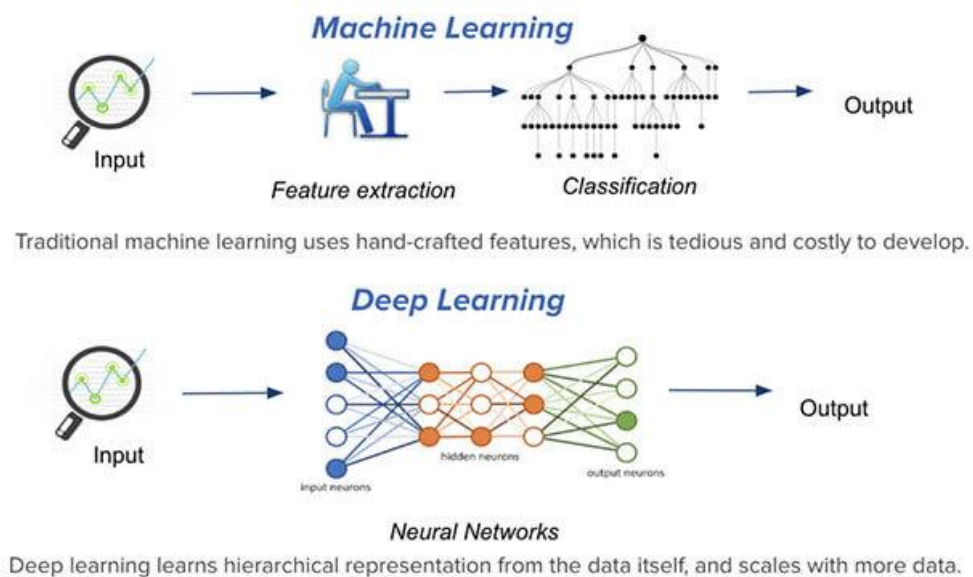 Machine Learning
Input
Feature extraction
Classification
Output
Traditional machine learning uses hand-crafted features, which is tedious and costly to develop.
Deep Learning
Input
input neurons
hidden neurons
output neurons
Output
Neural Networks
Deep learning learns hierarchical representation from the data itself, and scales with more data.